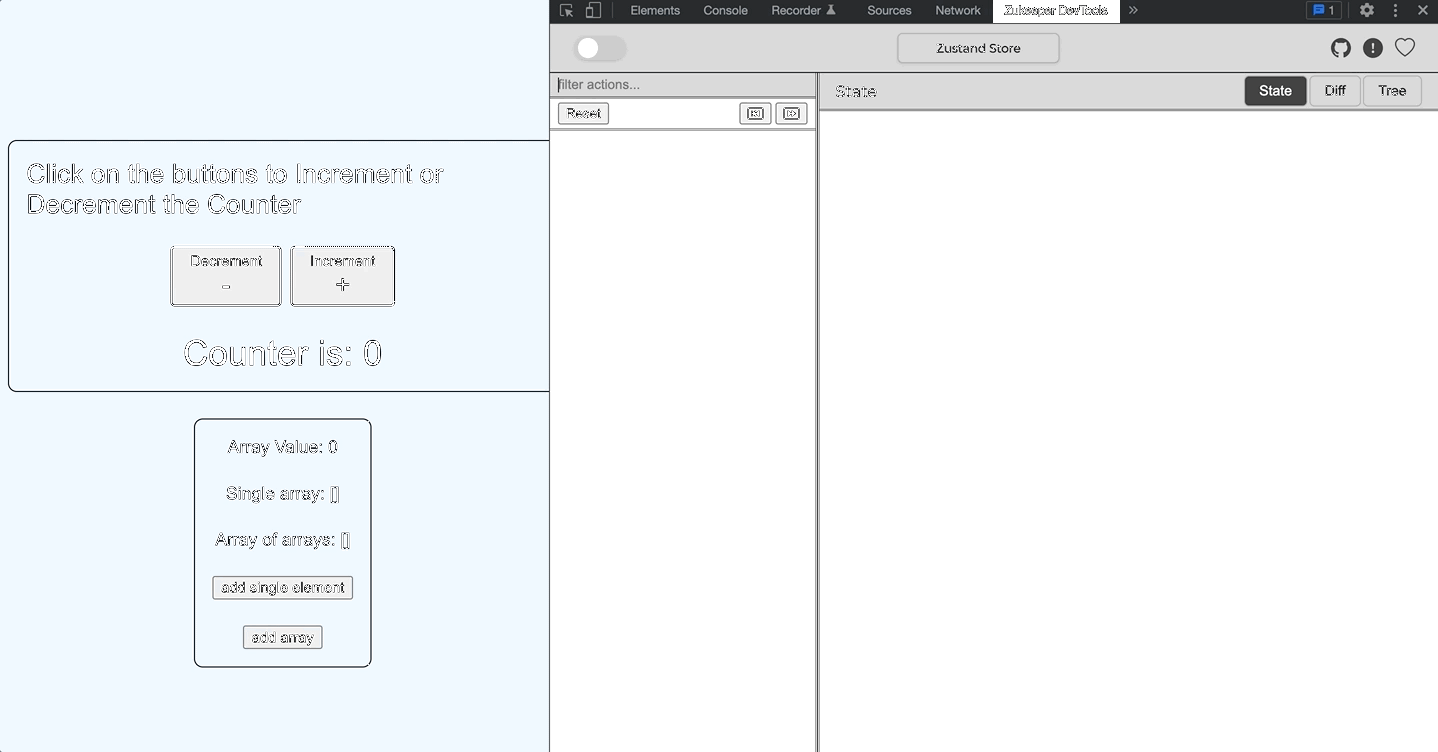 Elements Console Recorder Sources Network Zukeeper DevTools » 1
Zustand Store
filter actions...
Reset
State
State Diff Tree
Click on the buttons to Increment or
Decrement the Counter
Decrement
-
Increment
+
Counter is: 0
Array Value: 0
Single array: []
Array of arrays: []
add single element
add array